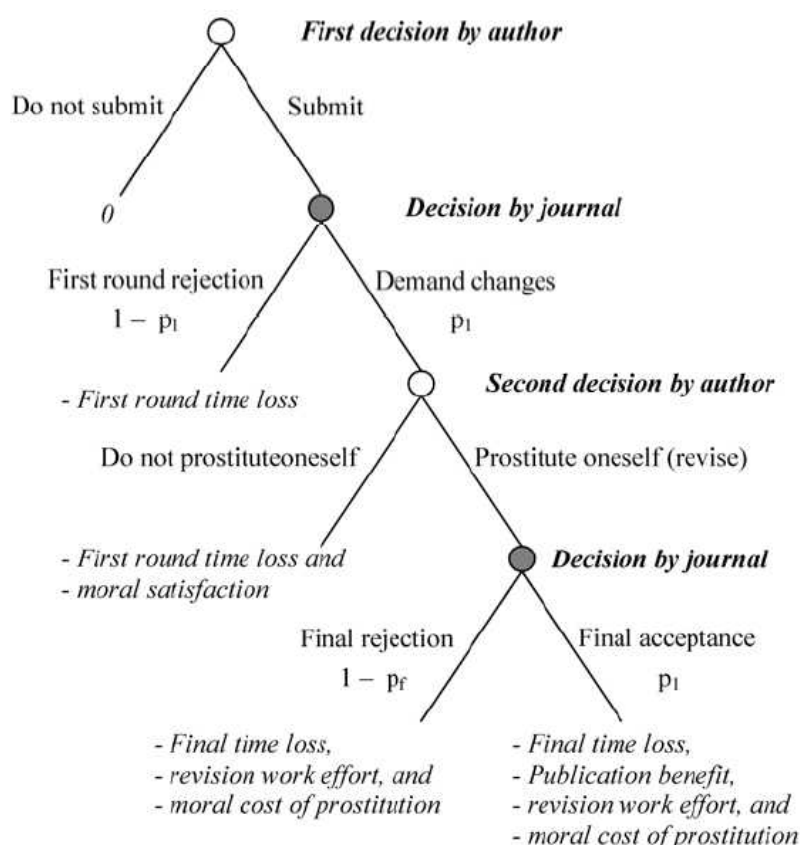 First decision by author
Do not submit
Submit
0
Decision by journal
First round rejection
1 – p1
Demand changes
p1
- First round time loss
Second decision by author
Do not prostituteoneself
Prostitute oneself (revise)
- First round time loss and
- moral satisfaction
Decision by journal
Final rejection
1 – pf
Final acceptance
p1
- Final time loss,
- revision work effort, and
- moral cost of prostitution
- Final time loss,
- Publication benefit,
- revision work effort, and
- moral cost of prostitution